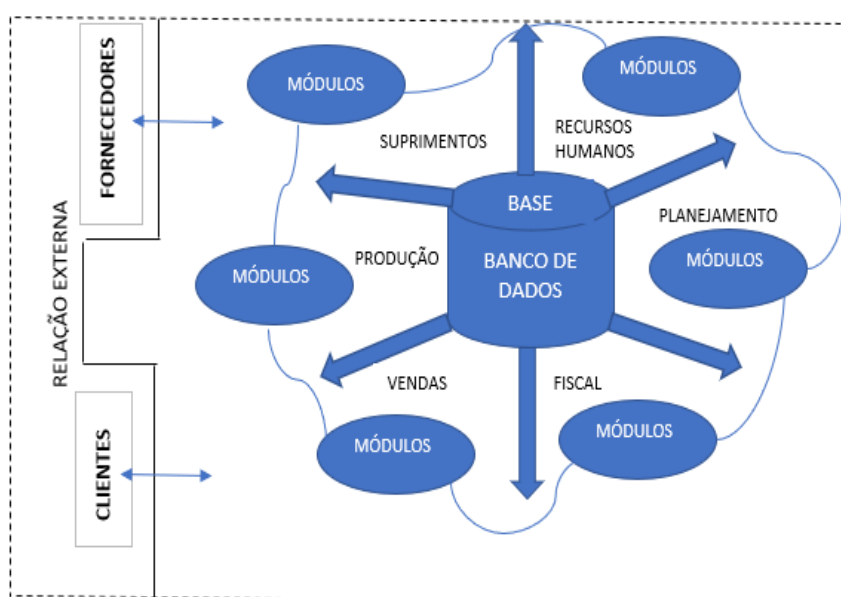 RELAÇÃO EXTERNA
FORNECEDORES
CLIENTES
MÓDULOS
MÓDULOS
SUPRIMENTOS
RECURSOS
HUMANOS
BASE
PLANEJAMENTO
MÓDULOS
PRODUÇÃO
BANCO DE
DADOS
MÓDULOS
VENDAS
FISCAL
MÓDULOS
MÓDULOS